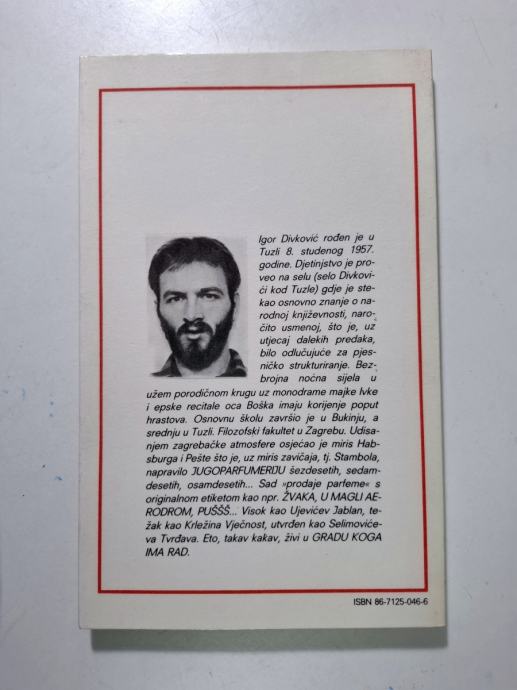 Igor Divković rođen je u
Tuzli 8. studenog 1957.
godine. Djetinjstvo je pro-
veo na selu (selo Divkovi-
ći kod Tuzle) gdje je ste-
kao osnovno znanje o na-
rodnoj književnosti, naro-
čito usmenoj, što je, uz
utjecaj dalekih predaka,
bilo odlučujuće za pjes-
ničko strukturiranje. Bez-
brojna noćna sijela u
užem porodičnom krugu uz monodrame majke Ivke
i epske recitale oca Boška imaju korijenje poput
hrastova. Osnovnu školu završio je u Bukinju, a
srednju u Tuzli. Filozofski fakultet u Zagrebu. Udisa-
njem zagrebačke atmosfere osjećao je miris Hab-
sburga i Pešte što je, uz miris zavičaja, tj. Stambola,
napravilo JUGOPARFUMERIJU šezdesetih, sedam-
desetih, osamdesetih... Sad »prodaje parfeme« s
originalnom etiketom kao npr. ŽVAKA, U MAGLI AE-
RODROM, PUŠŠŠ... Visok kao Ujevićev Jablan, te-
žak kao Krležina Vječnost, utvrđen kao Selimoviće-
va Tvrđava. Eto, takav kakav, živi u GRADU KOGA
IMA RAD.
ISBN 86-7125-046-6